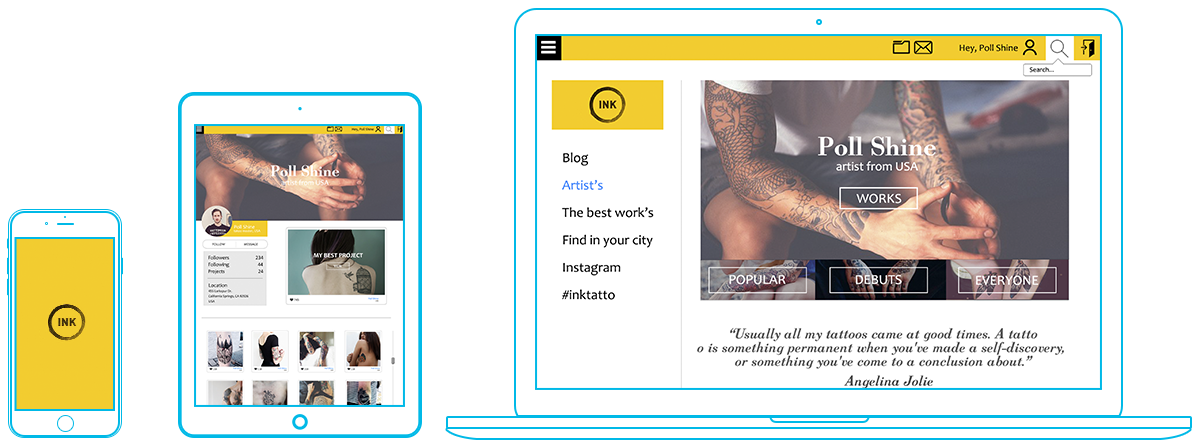 INK
Hey, Poll Shine
Poll Shine
artist from USA
Poll Shine
FOLLOW
MESSAGE
Followers 234
Following 44
Projects 24
Location
USA
MY BEST PROJECT
Hey, Poll Shine
Search...
INK
Blog
Artist's
The best work's
Find in your city
Instagram
#inktatto
Poll Shine
artist from USA
WORKS
POPULAR
DEBUTS
EVERYONE
“Usually all my tattoos came at good times. A tatto
o is something permanent when you've made a self-discovery,
or something you've come to a conclusion about.”
Angelina Jolie